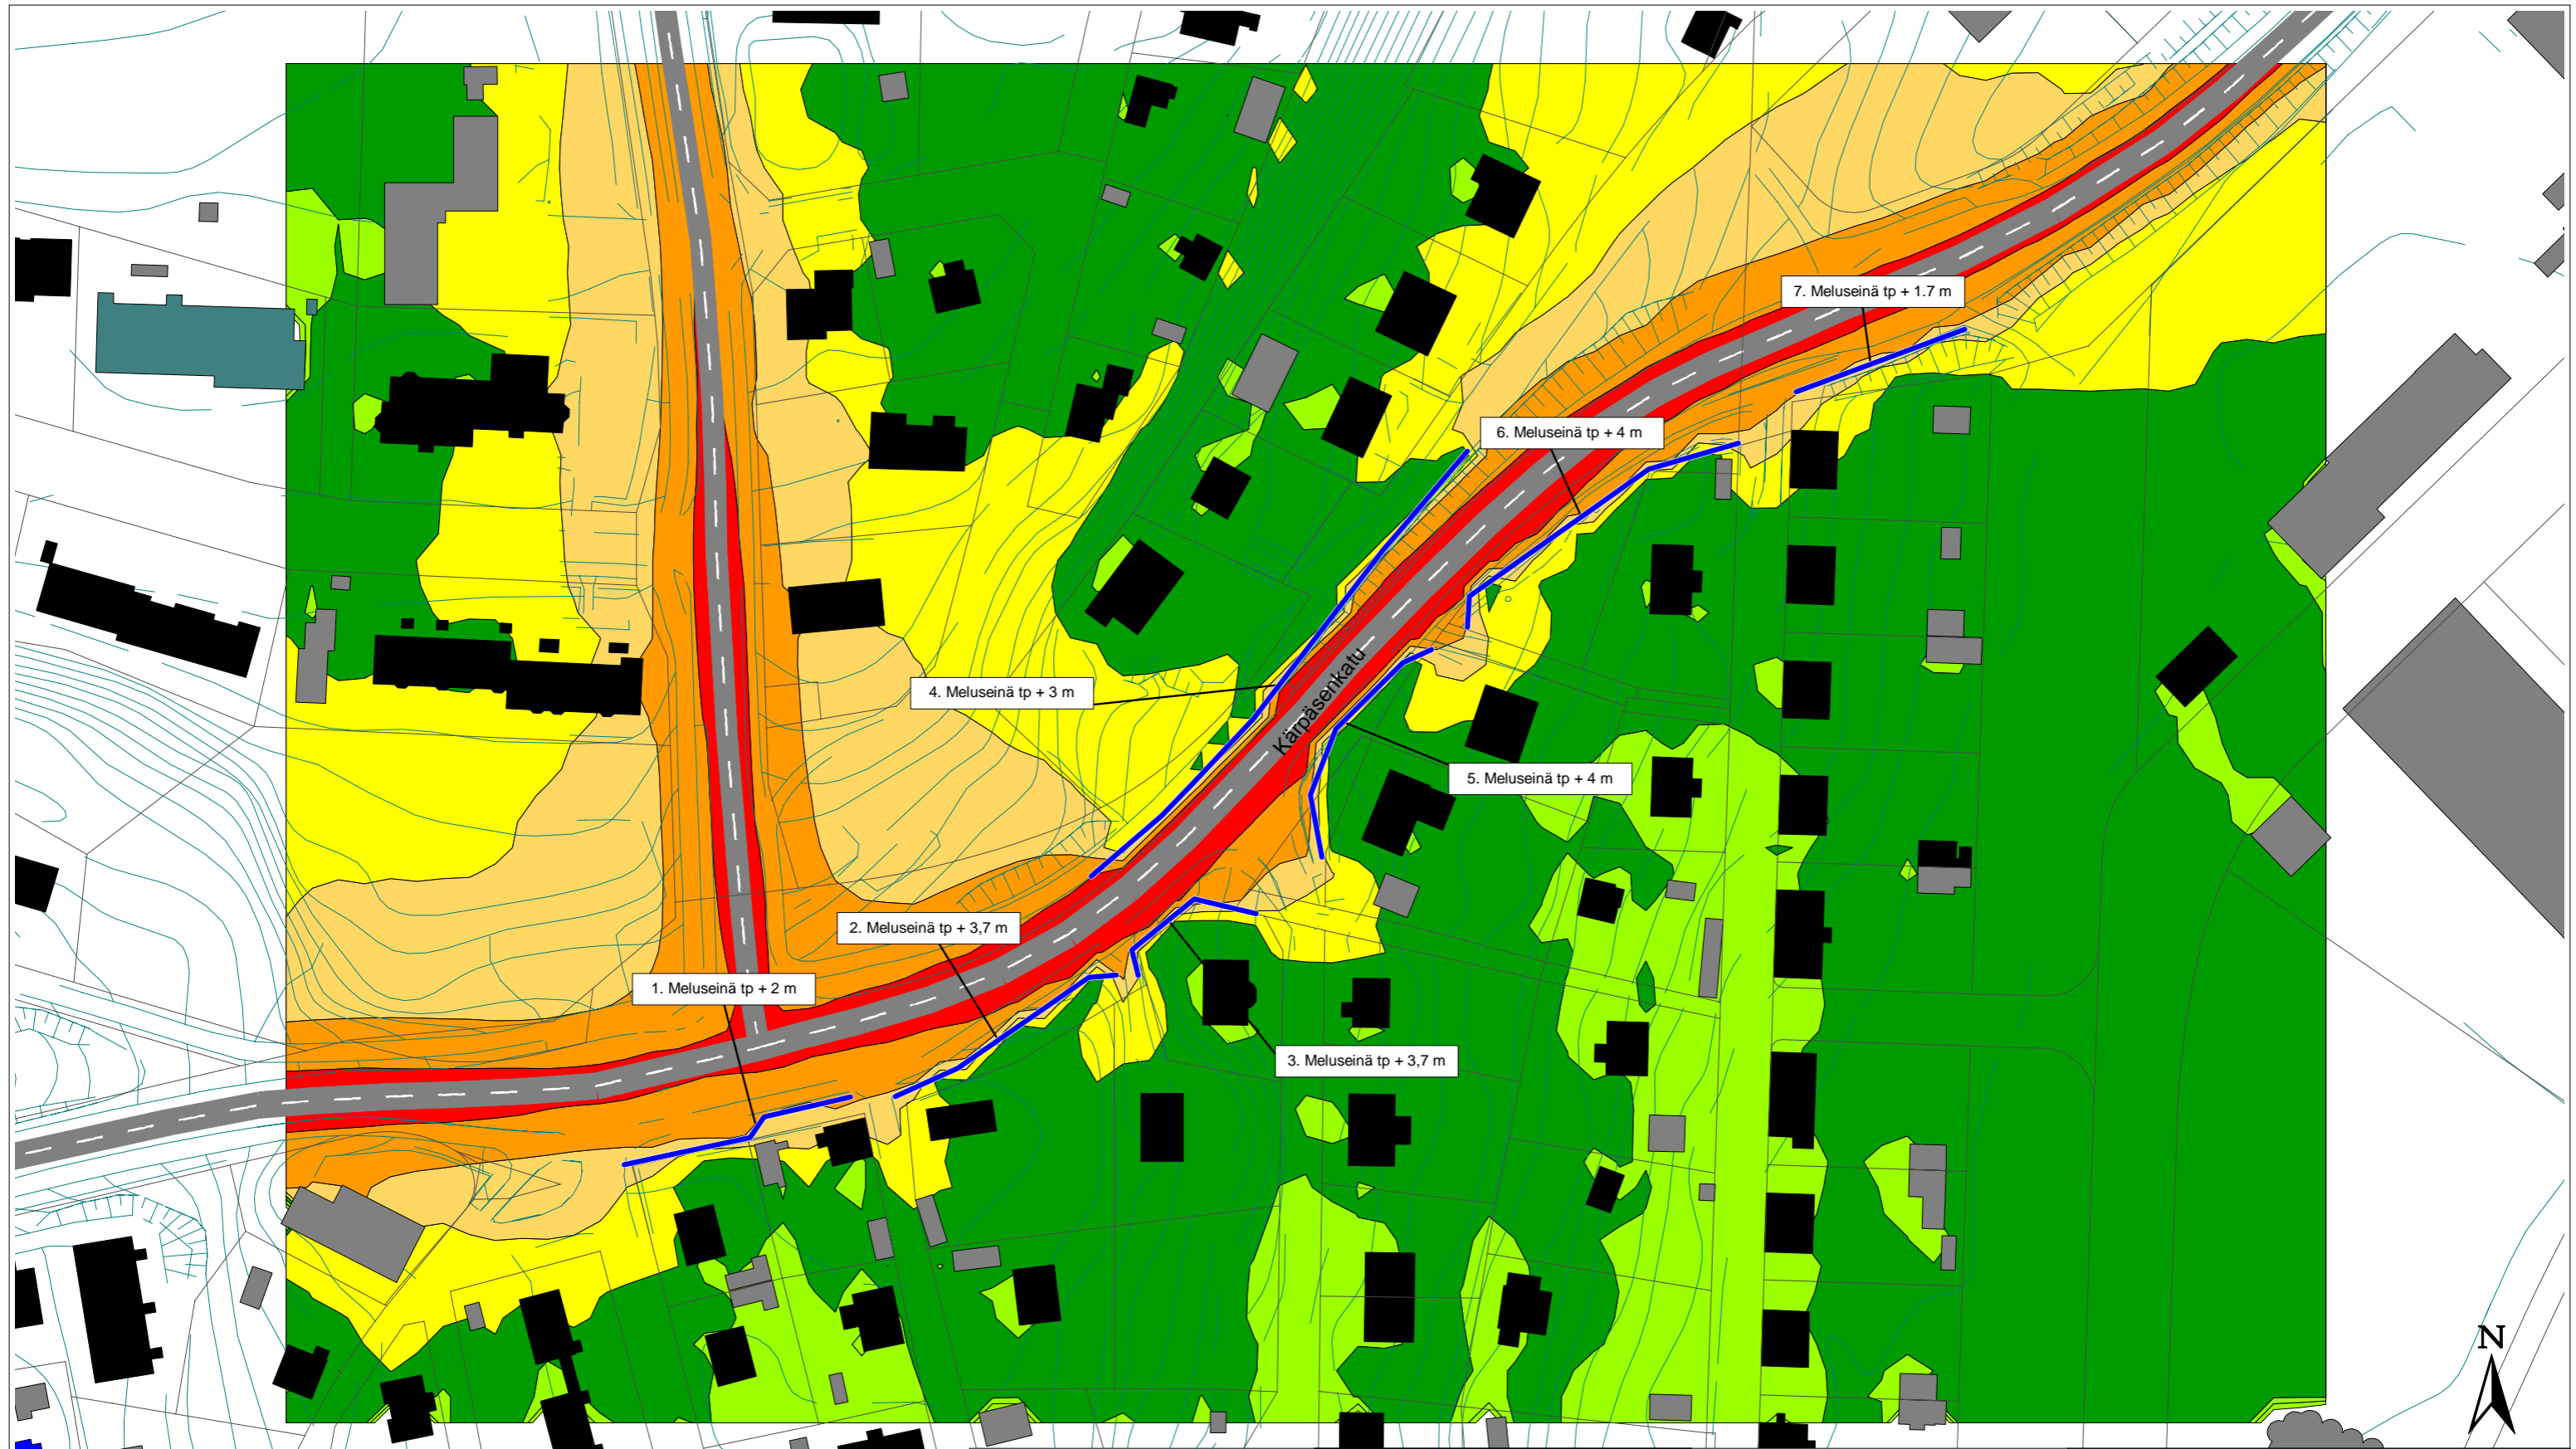 7. Meluseinä tp + 1.7 m
6. Meluseinä tp + 4 m
4. Meluseinä tp + 3 m
Kärpäsenkatu
5. Meluseinä tp + 4 m
2. Meluseinä tp + 3,7 m
1. Meluseinä tp + 2 m
3. Meluseinä tp + 3,7 m
N